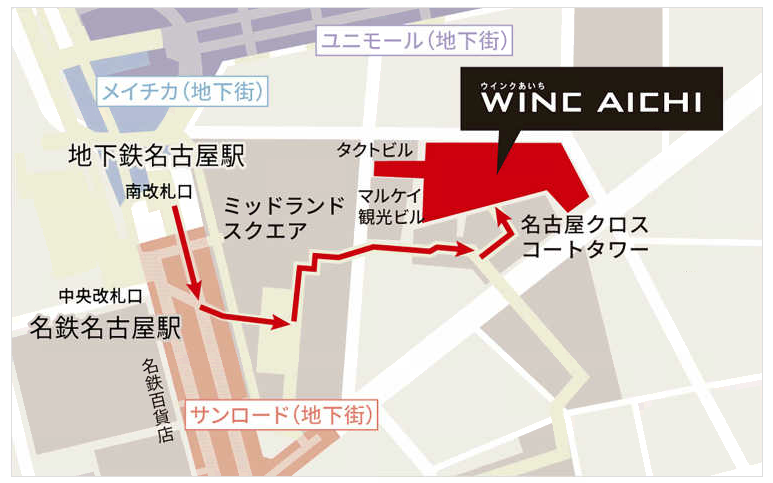 ユニモール(地下街)
メイチカ(地下街)
ウインクあいち
WINC AICHI
地下鉄名古屋駅
南改札口
タクトビル
マルケイ
観光ビル
ミッドランド
スクエア
名古屋クロス
コートタワー
中央改札口
名鉄名古屋駅
名鉄百貨店
サンロード(地下街)